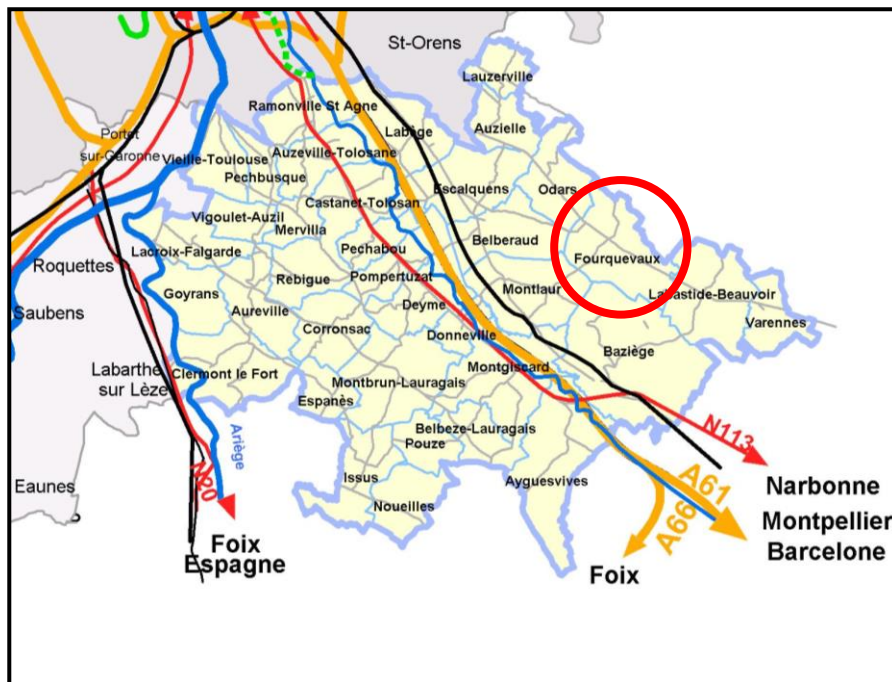 St-Orens
Lauzerville
Ramonville St Agne
Auzielle
Labège
Portet
sur-Garonne
Vieille-Toulouse
Auzeville-Tolosane
Pechbusque
Escalquens
Odars
Castanet-Tolosan
Vigoulet-Auzil
Mervilla
Belberaud
Lacroix-Falgarde
Pechabou
Fourquevaux
Roquettes
Rebigue
Pompertuzat
Goyrans
Montlaur
Labastide-Beauvoir
Saubens
Aureville
Deyme
Varennes
Corronsac
Donneville
Baziège
Labarthe
sur Lèze
Clermont le Fort
Montgiscard
Montbrun-Lauragais
Espanès
Belbeze-Lauragais
Pouze
Ariège
N20
N113
Eaunes
Issus
Ayguesvives
A61
A66
Noueilles
Narbonne
Montpellier
Barcelone
Foix
Espagne
Foix